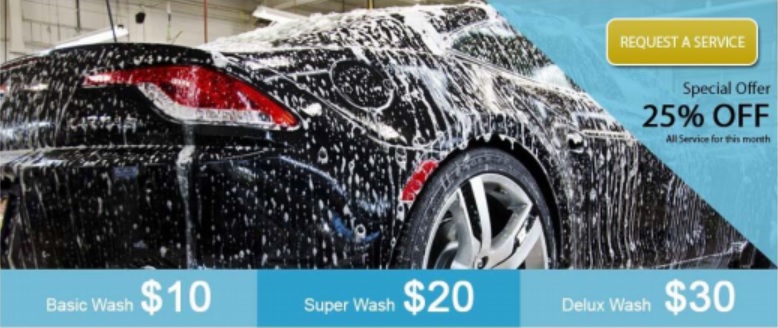 REQUEST A SERVICE
Special Offer
25% OFF
All Service for this month
Basic Wash $10
Super Wash $20
Delux Wash $30